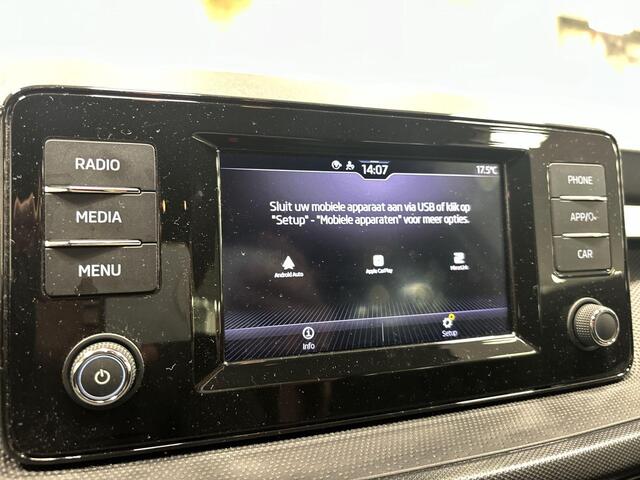 RADIO
MEDIA
MENU
14:07
17.5°C
Sluit uw mobiele apparaat aan via USB of klik op
"Setup" - "Mobiele apparaten" voor meer opties.
Android Auto
Apple CarPlay
MirrorLink
Info
Setup
PHONE
APP/
CAR